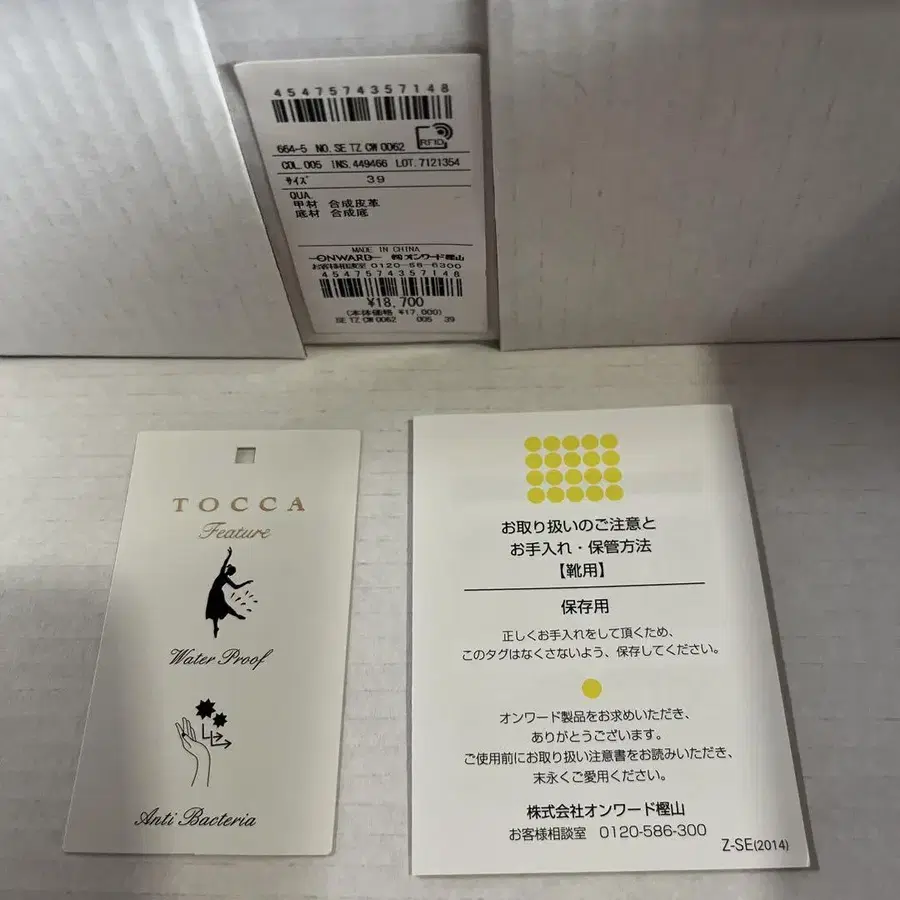 4547574357148
RFID
664-5 NO.SE TZ CW 0062
COL.005 INS.449466 LOT.7121354
サイズ 39
QUA.
甲材 合成皮革
底材 合成底
MADE IN CHINA
ONWARD ㈱オンワード樫山
お客様相談室 0120-58-6300
4547574357148
¥18,700
(本体価格 ¥17,000)
SE TZ CW 0062 005 39
TOCCA
Feature
Water Proof
Anti Bacteria
お取り扱いのご注意と
お手入れ・保管方法
【靴用】
保存用
正しくお手入れをして頂くため、
このタグはなくさないよう、保存してください。
オンワード製品をお求めいただき、
ありがとうございます。
ご使用前にお取り扱い注意書をお読みいただき、
末永くご愛用ください。
株式会社オンワード樫山
お客様相談室 0120-586-300
Z-SE(2014)